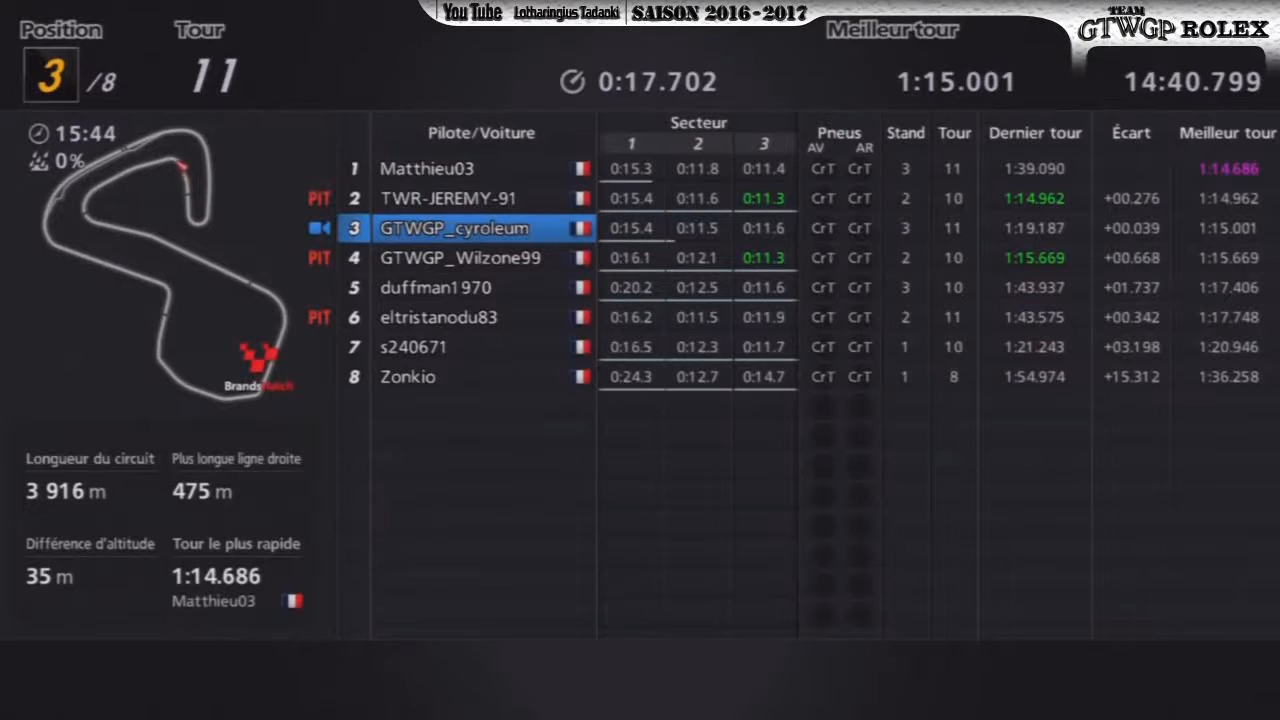 You Tube Lotharingius Tadaoki SAISON 2016-2017
TEAM
GTWGP ROLEX
Position Tour Meilleur tour
3 /8 11 0:17.702 1:15.001 14:40.799
15:44
0%
BrandsHatch
Pilote/Voiture Secteur Pneus Stand Tour Dernier tour Écart Meilleur tour
1 2 3 AV AR
1 Matthieu03 0:15.3 0:11.8 0:11.4 CrT CrT 3 11 1:39.090 1:14.686
PIT 2 TWR-JEREMY-91 0:15.4 0:11.6 0:11.3 CrT CrT 2 10 1:14.962 +00.276 1:14.962
3 GTWGP_cyroleum 0:15.4 0:11.5 0:11.6 CrT CrT 3 11 1:19.187 +00.039 1:15.001
PIT 4 GTWGP_Wilzone99 0:16.1 0:12.1 0:11.3 CrT CrT 2 10 1:15.669 +00.668 1:15.669
5 duffman1970 0:20.2 0:12.5 0:11.6 CrT CrT 3 10 1:43.937 +01.737 1:17.406
PIT 6 eltristanodu83 0:16.2 0:11.5 0:11.9 CrT CrT 2 11 1:43.575 +00.342 1:17.748
7 s240671 0:16.5 0:12.3 0:11.7 CrT CrT 1 10 1:21.243 +03.198 1:20.946
8 Zonkio 0:24.3 0:12.7 0:14.7 CrT CrT 1 8 1:54.974 +15.312 1:36.258
Longueur du circuit Plus longue ligne droite
3 916 m 475 m
Différence d'altitude Tour le plus rapide
35 m 1:14.686
Matthieu03